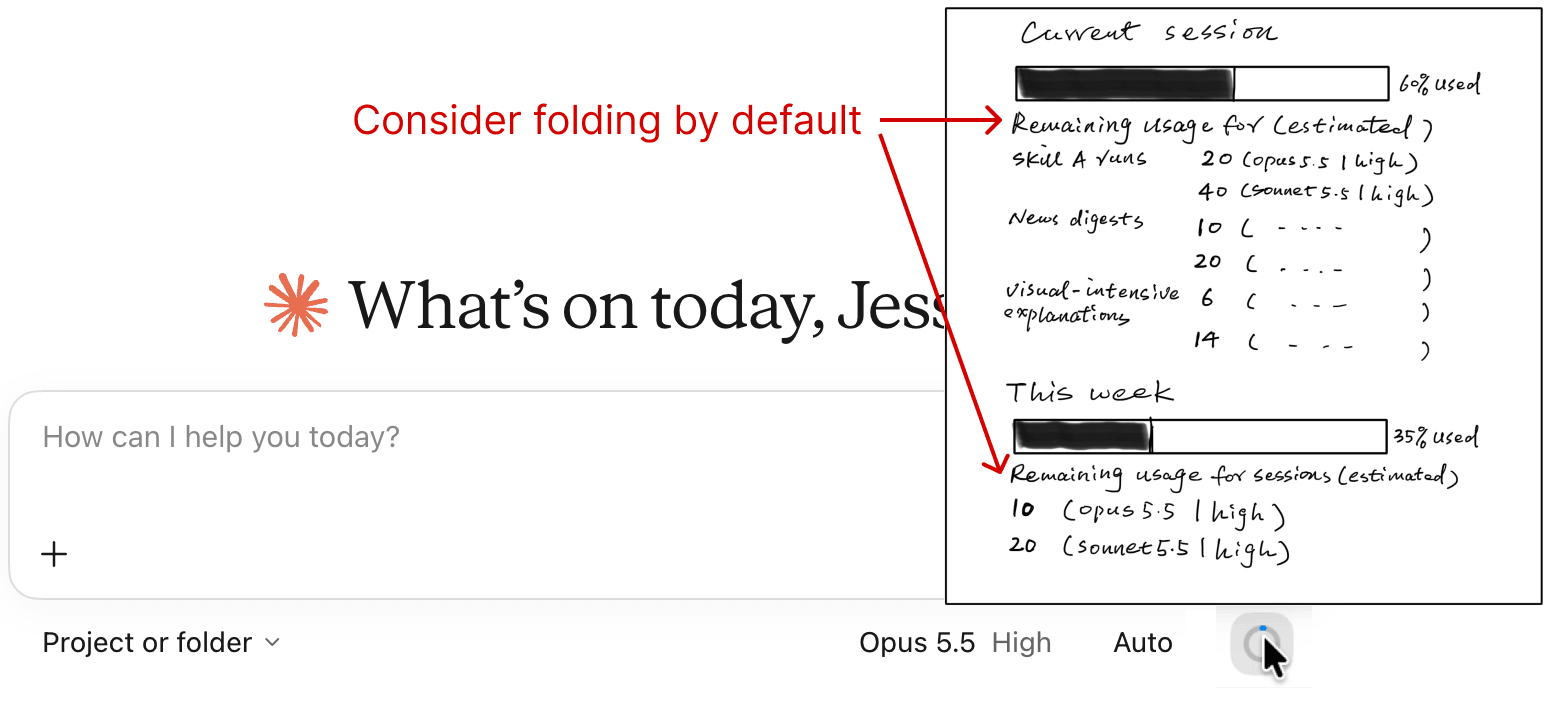 Current session
60% used
Consider folding by default
Remaining usage for (estimated)
skill A runs 20 (opus 5.5 | high)
40 (sonnet 5.5 | high)
News digests 10 ( - - - - )
20 ( - - - - )
visual-intensive 6 ( - - - )
explanations
14 ( - - - )
What's on today, Jess
This week
35% used
How can I help you today?
Remaining usage for sessions (estimated)
10 (opus 5.5 | high)
20 (sonnet 5.5 | high)
Project or folder
Opus 5.5 High Auto